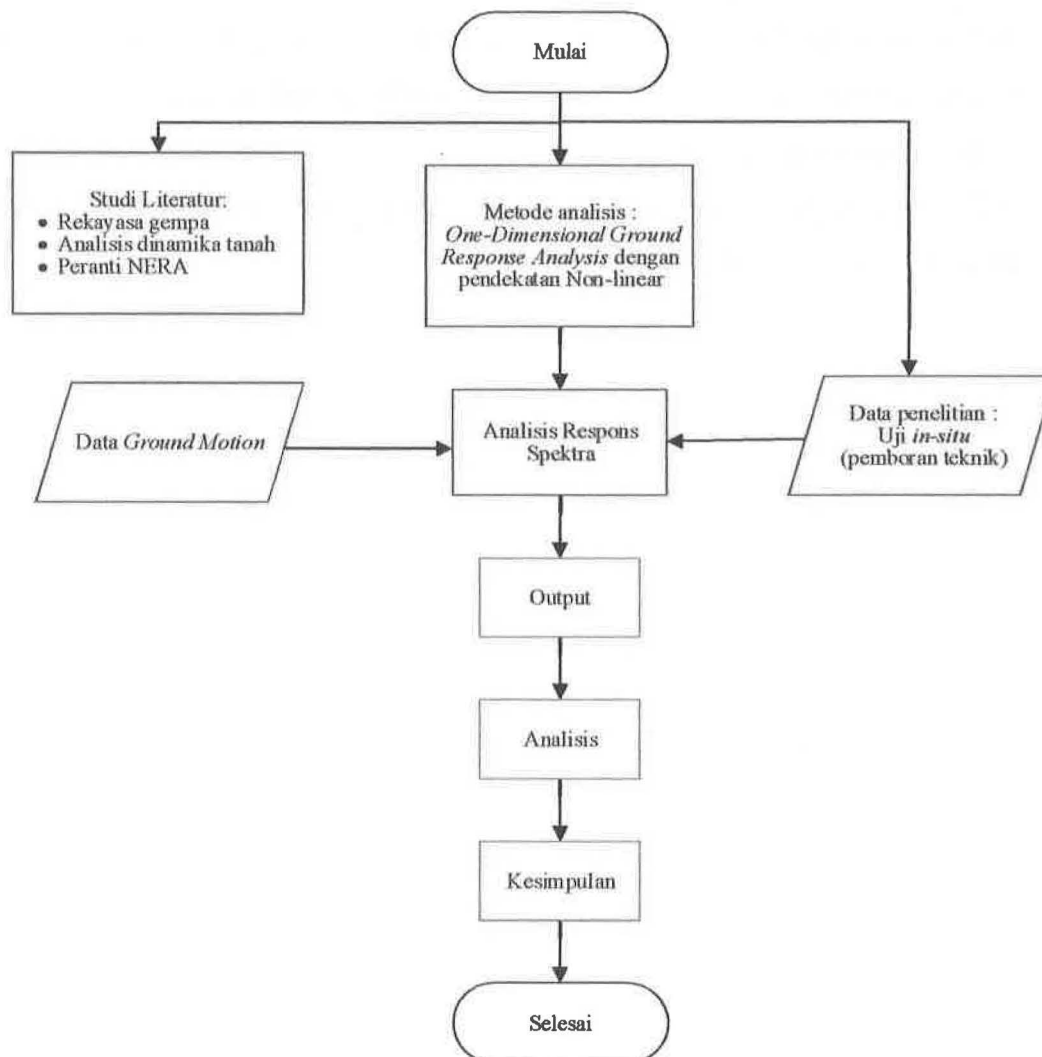 Mulai
Studi Literatur:
• Rekayasa gempa
• Analisis dinamika tanah
• Peranti NERA
Metode analisis :
One-Dimensional Ground
Response Analysis dengan
pendekatan Non-linear
Data Ground Motion
Analisis Respons
Spektra
Data penelitian :
Uji in-situ
(pemboran teknik)
Output
Analisis
Kesimpulan
Selesai